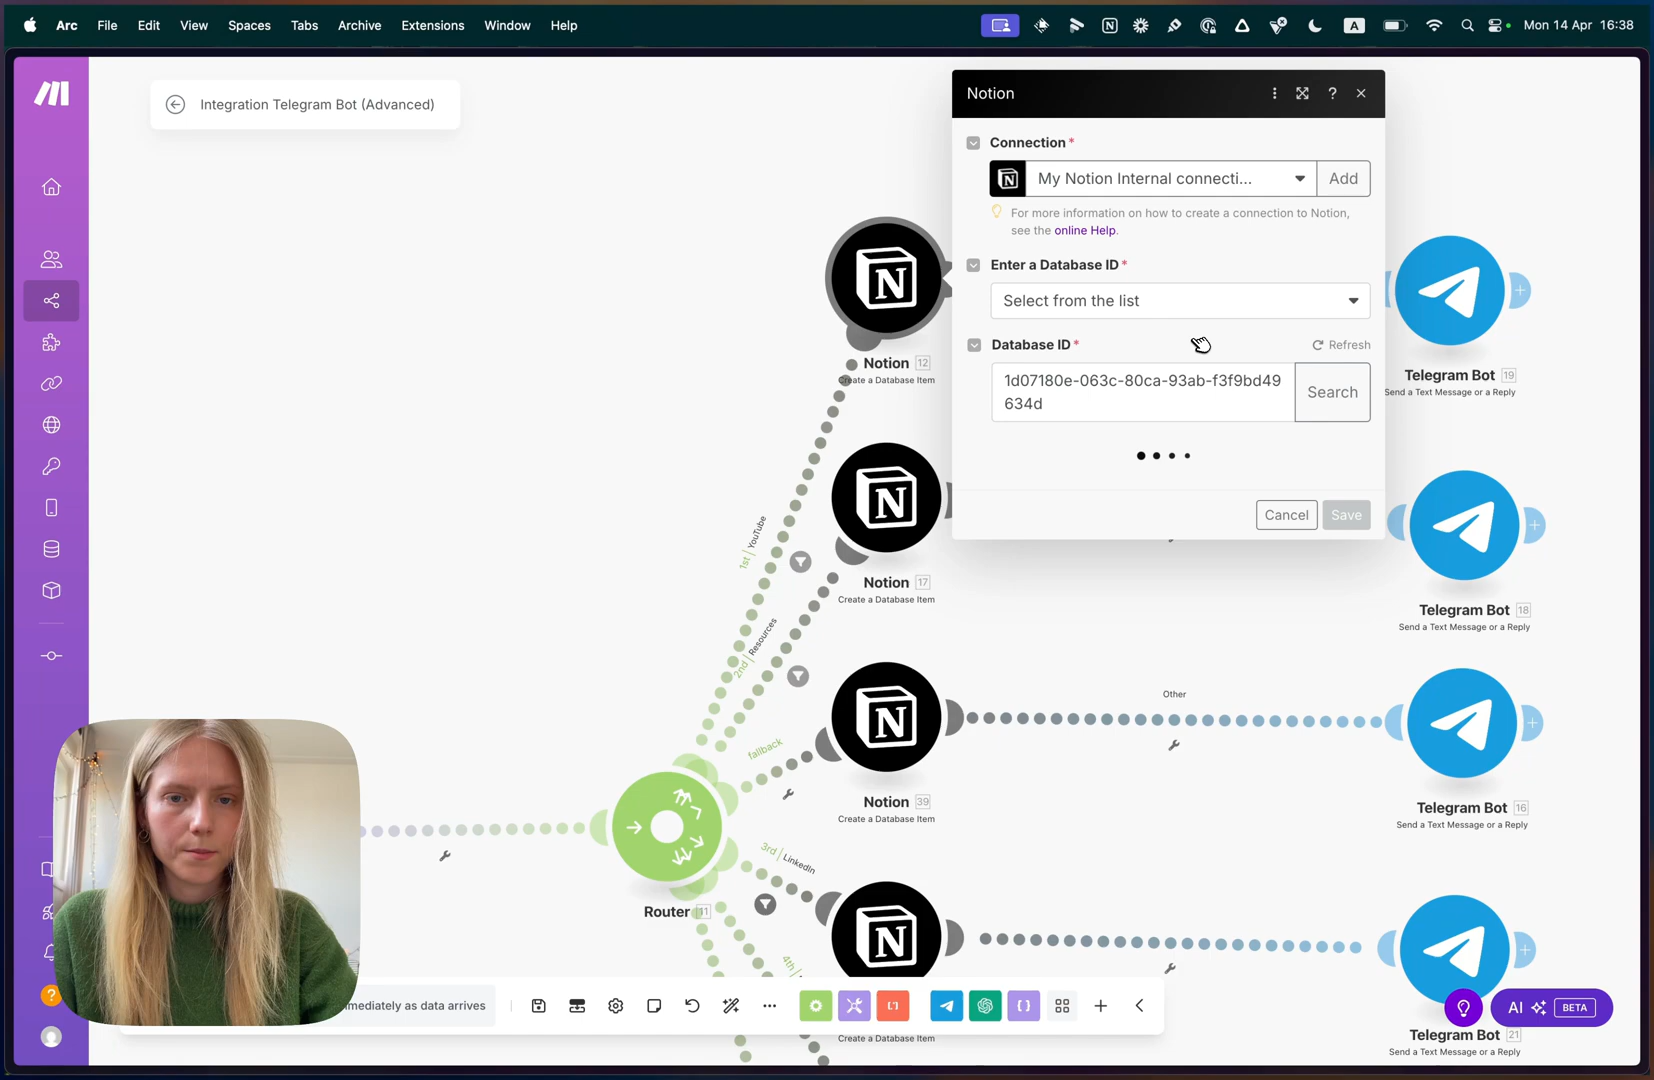 Arc File Edit View Spaces Tabs Archive Extensions Window Help
A
Mon 14 Apr 16:38
Integration Telegram Bot (Advanced)
Notion
Connection *
My Notion Internal connecti...
Add
For more information on how to create a connection to Notion,
see the online Help.
Enter a Database ID *
Select from the list
Database ID *
Refresh
1d07180e-063c-80ca-93ab-f3f9bd49
634d
Search
Cancel
Save
Notion 12
Create a Database Item
Telegram Bot 19
Send a Text Message or a Reply
1st | YouTube
Notion 17
Create a Database Item
Telegram Bot 18
Send a Text Message or a Reply
2nd | Resources
Other
fallback
Notion 39
Create a Database Item
Telegram Bot 16
Send a Text Message or a Reply
3rd | LinkedIn
Router 11
4th |
mediately as data arrives
Create a Database Item
AI BETA
Telegram Bot 21
Send a Text Message or a Reply